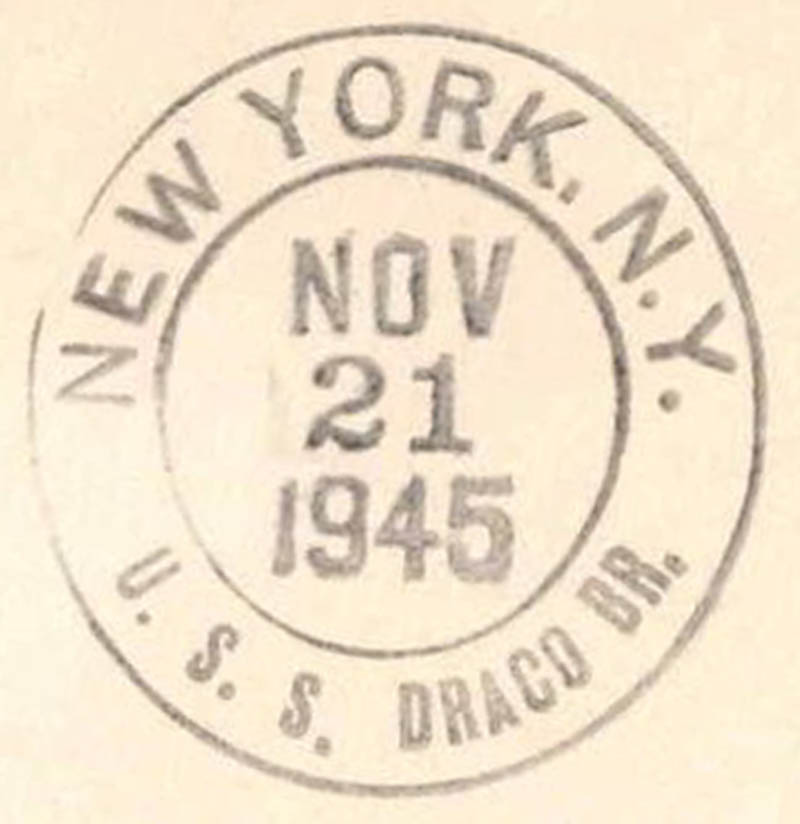 NEW YORK, N.Y.
NOV
21
1945
U. S. S. DRACO BR.